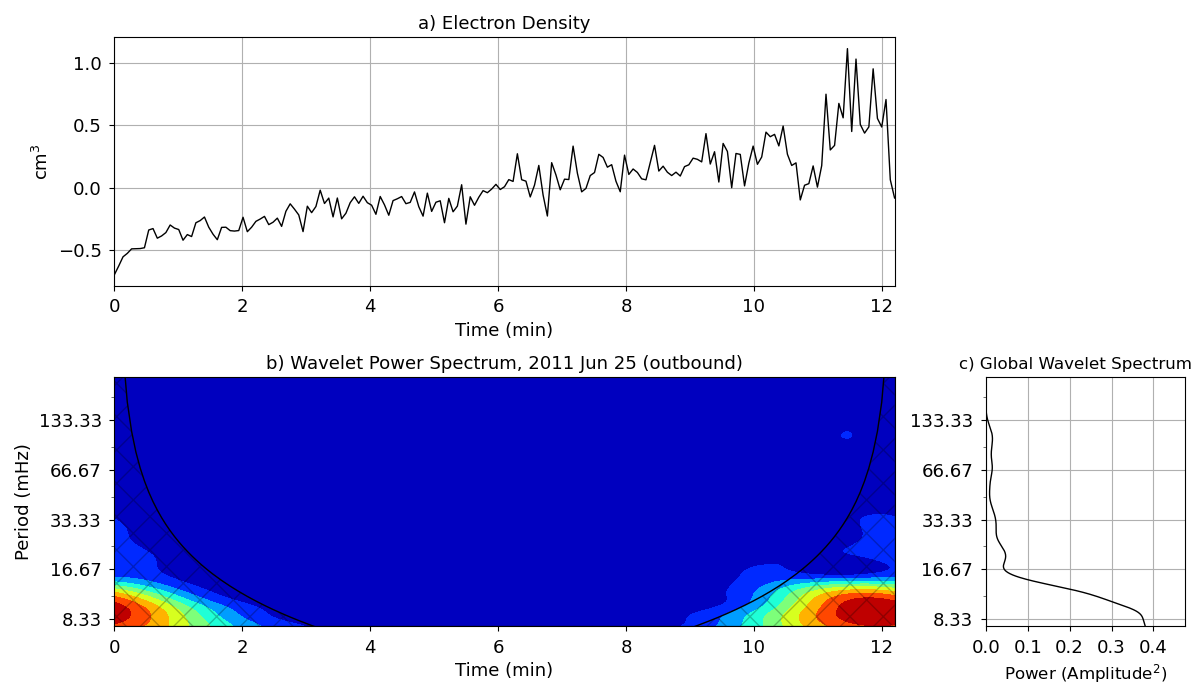 a) Electron Density
cm³
1.0
0.5
0.0
−0.5
0 2 4 6 8 10 12
Time (min)
b) Wavelet Power Spectrum, 2011 Jun 25 (outbound)
Period (mHz)
133.33
66.67
33.33
16.67
8.33
0 2 4 6 8 10 12
Time (min)
c) Global Wavelet Spectrum
133.33
66.67
33.33
16.67
8.33
0.0 0.1 0.2 0.3 0.4
Power (Amplitude²)